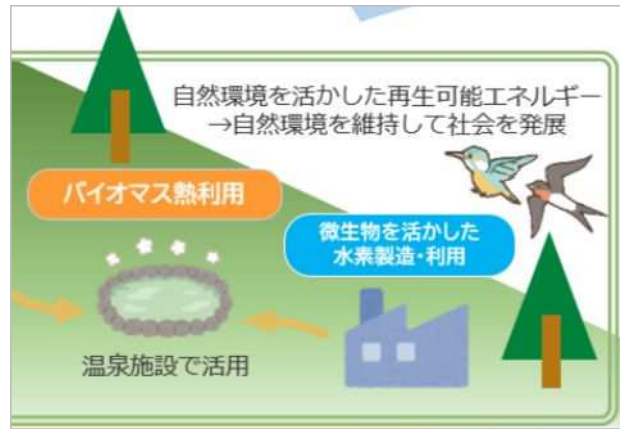 自然環境を活かした再生可能エネルギー
→自然環境を維持して社会を発展
バイオマス熱利用
微生物を活かした
水素製造・利用
温泉施設で活用